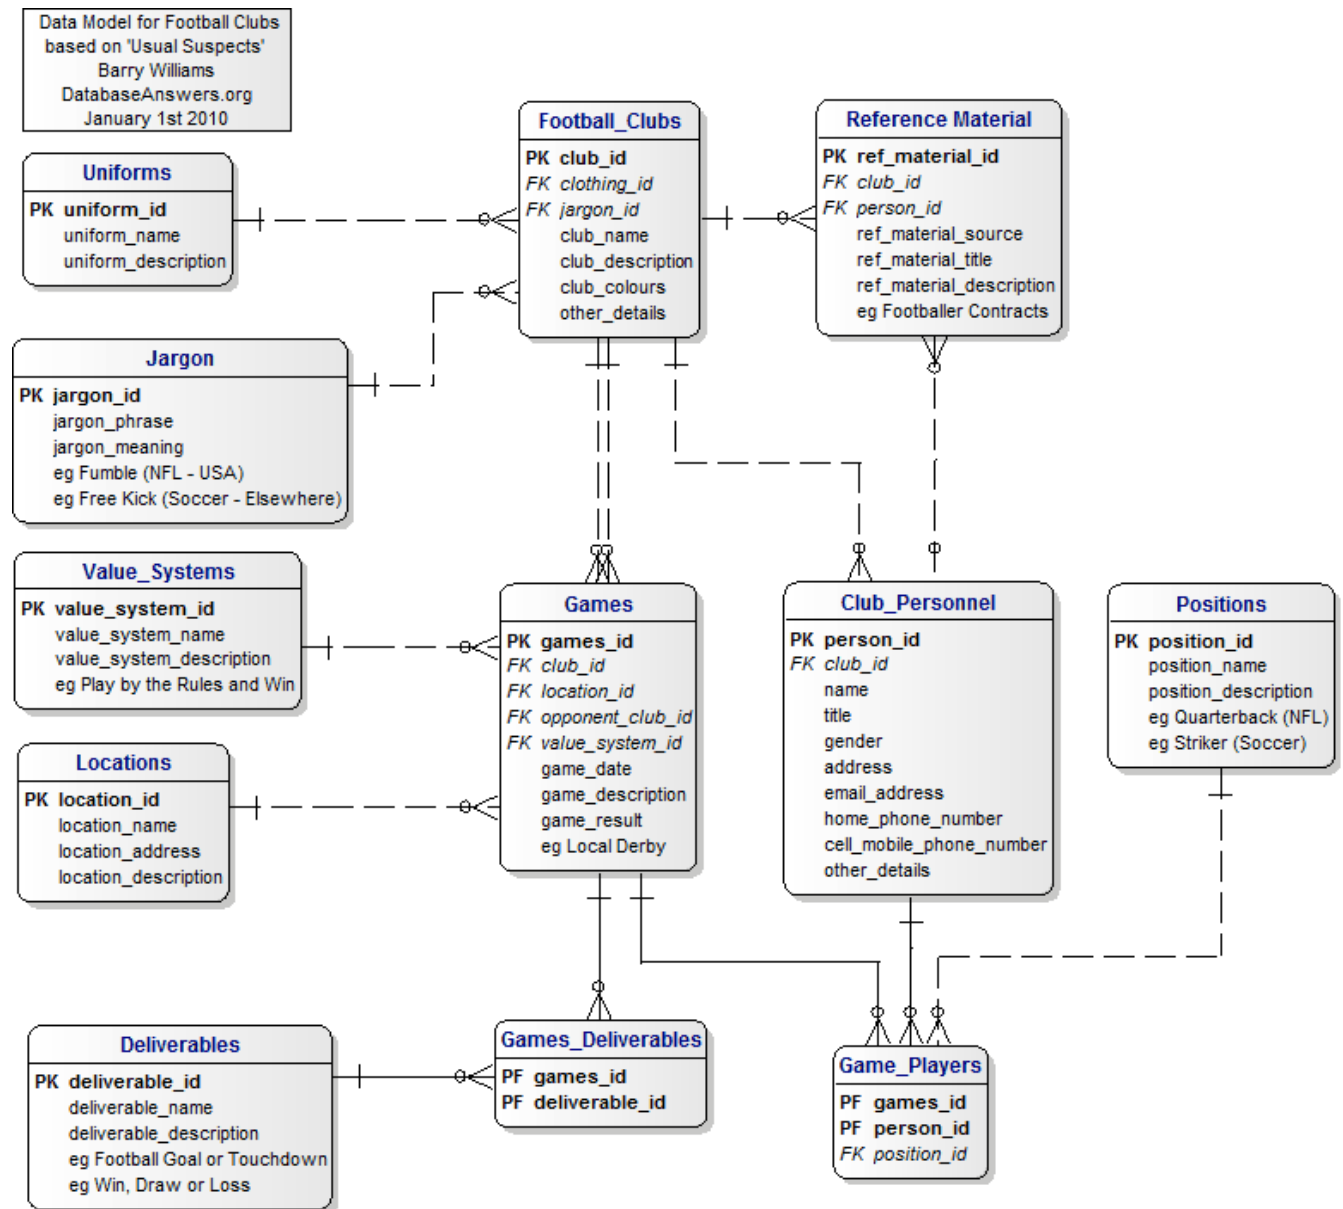 Data Model for Football Clubs
based on 'Usual Suspects'
Barry Williams
DatabaseAnswers.org
January 1st 2010
Uniforms
PK uniform_id
uniform_name
uniform_description
Football_Clubs
PK club_id
FK clothing_id
FK jargon_id
club_name
club_description
club_colours
other_details
Reference Material
PK ref_material_id
FK club_id
FK person_id
ref_material_source
ref_material_title
ref_material_description
eg Footballer Contracts
Jargon
PK jargon_id
jargon_phrase
jargon_meaning
eg Fumble (NFL - USA)
eg Free Kick (Soccer - Elsewhere)
Value_Systems
PK value_system_id
value_system_name
value_system_description
eg Play by the Rules and Win
Games
PK games_id
FK club_id
FK location_id
FK opponent_club_id
FK value_system_id
game_date
game_description
game_result
eg Local Derby
Club_Personnel
PK person_id
FK club_id
name
title
gender
address
email_address
home_phone_number
cell_mobile_phone_number
other_details
Positions
PK position_id
position_name
position_description
eg Quarterback (NFL)
eg Striker (Soccer)
Locations
PK location_id
location_name
location_address
location_description
Deliverables
PK deliverable_id
deliverable_name
deliverable_description
eg Football Goal or Touchdown
eg Win, Draw or Loss
Games_Deliverables
PF games_id
PF deliverable_id
Game_Players
PF games_id
PF person_id
FK position_id